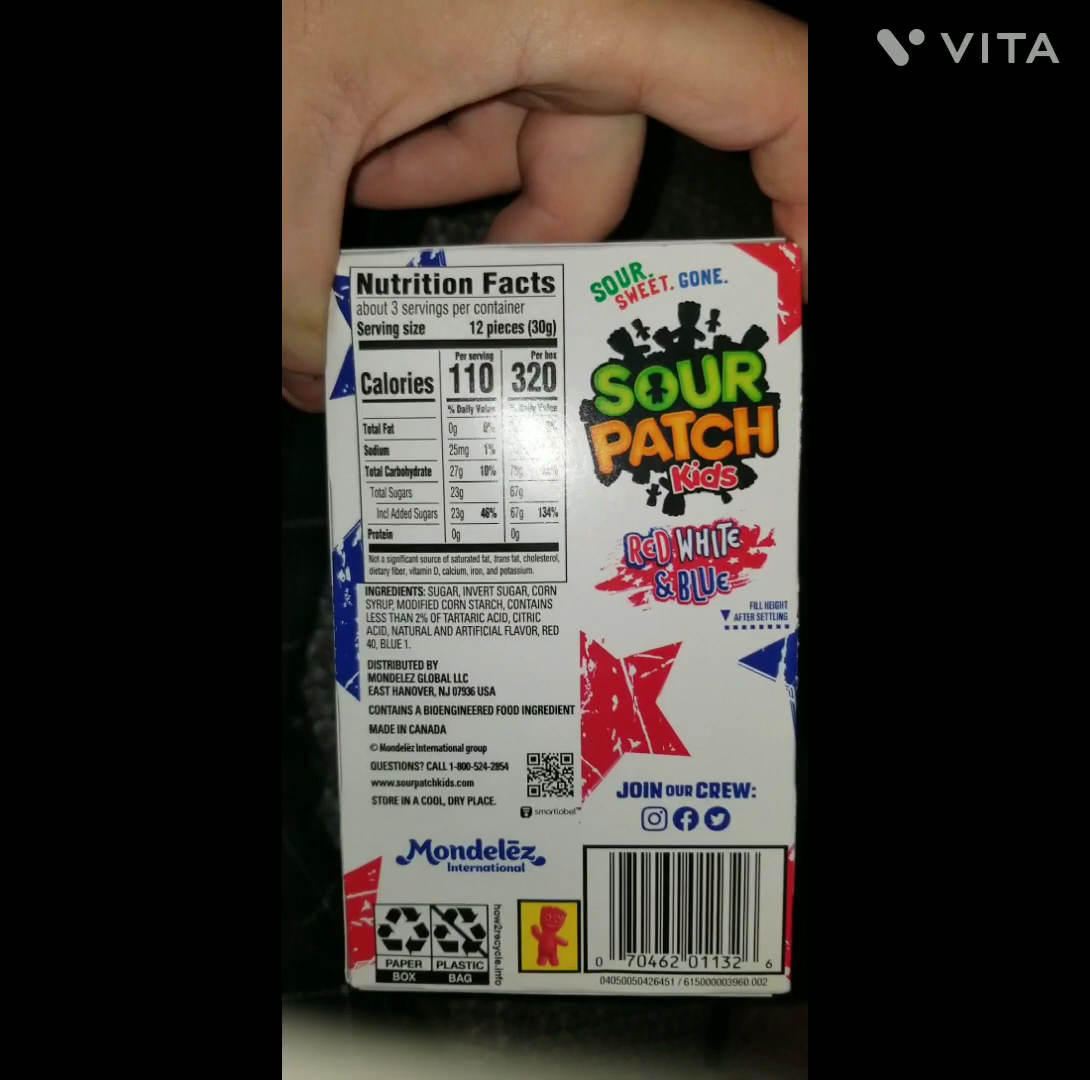 VITA
Nutrition Facts
about 3 servings per container
Serving size 12 pieces (30g)
Per serving Per box
Calories 110 320
% Daily Value % Daily Value
Total Fat 0g 0%
Sodium 25mg 1%
Total Carbohydrate 27g 10%
Total Sugars 23g 67g
Incl Added Sugars 23g 46% 67g 134%
Protein 0g 0g
Not a significant source of saturated fat, trans fat, cholesterol,
dietary fiber, vitamin D, calcium, iron, and potassium.
INGREDIENTS: SUGAR, INVERT SUGAR, CORN
SYRUP, MODIFIED CORN STARCH, CONTAINS
LESS THAN 2% OF TARTARIC ACID, CITRIC
ACID, NATURAL AND ARTIFICIAL FLAVOR, RED
40, BLUE 1.
DISTRIBUTED BY
MONDELEZ GLOBAL LLC
EAST HANOVER, NJ 07936 USA
CONTAINS A BIOENGINEERED FOOD INGREDIENT
MADE IN CANADA
© Mondelēz International group
QUESTIONS? CALL 1-800-524-2854
www.sourpatchkids.com
STORE IN A COOL, DRY PLACE.
smartlabel™
Mondelēz
International
PAPER PLASTIC
BOX BAG
how2recycle.info
SOUR.
SWEET. GONE.
SOUR
PATCH
Kids
RED WHITE
& BLUE
FILL HEIGHT
AFTER SETTLING
JOIN OUR CREW:
0 70462 01132 6
04050050426451 / 615000003960.002